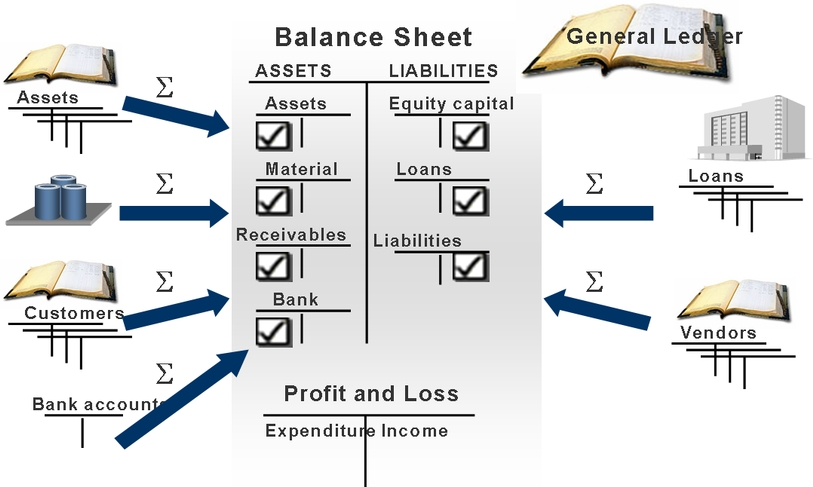 Balance Sheet
General Ledger
ASSETS
LIABILITIES
Assets
Σ
Assets
Equity capital
Material
Loans
Σ
Σ
Loans
Receivables
Liabilities
Customers
Σ
Bank
Σ
Vendors
Bank accounts
Σ
Profit and Loss
Expenditure
Income